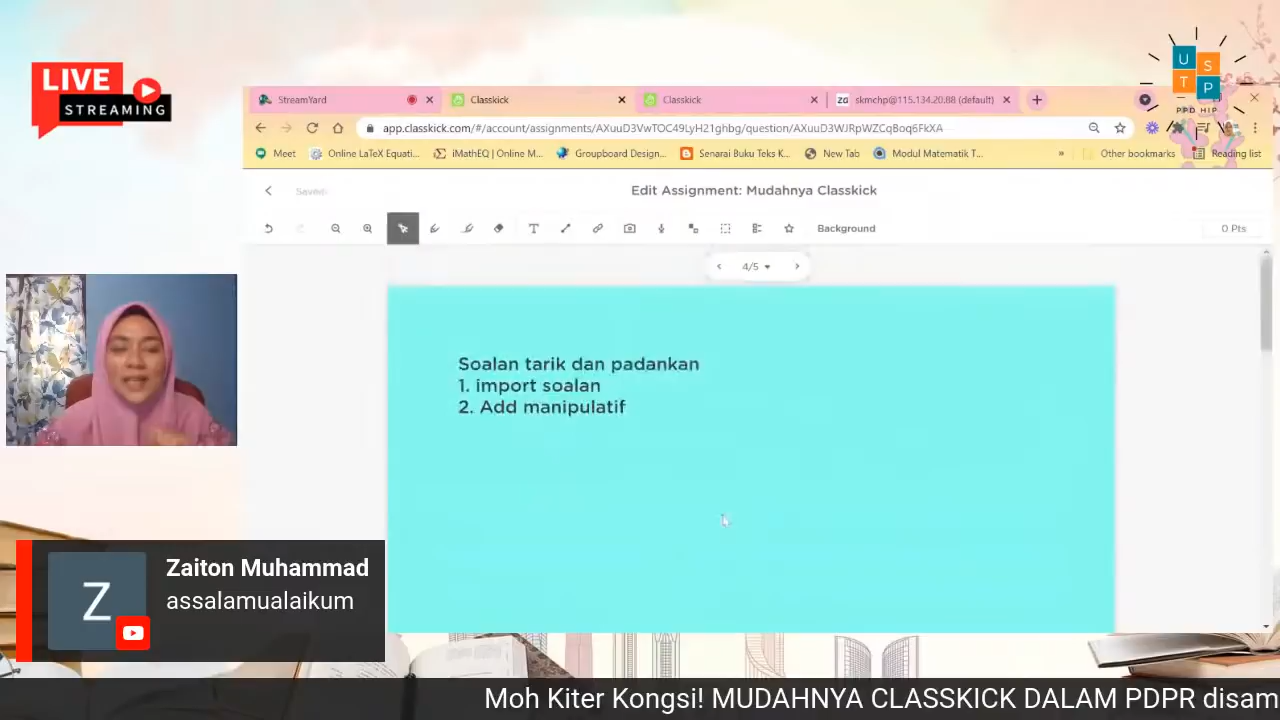 LIVE
STREAMING
U S
T P
PPD HIP
StreamYard
Classkick
Classkick
ZG skmchp@115.134.20.88 (default)
app.classkick.com/#/account/assignments/AXuuD3VwTOC49LyH21ghbg/question/AXuuD3WJRpWZCqBoq6FkXA
Meet
Online LaTeX Equati...
iMathEQ | Online M...
Groupboard Design...
Senarai Buku Teks K...
New Tab
Modul Matematik T...
»
Other bookmarks
Reading list
Saved
Edit Assignment: Mudahnya Classkick
T
Background
0 Pts
4/5
Soalan tarik dan padankan
1. import soalan
2. Add manipulatif
Z
Zaiton Muhammad
assalamualaikum
Moh Kiter Kongsi! MUDAHNYA CLASSKICK DALAM PDPR disam